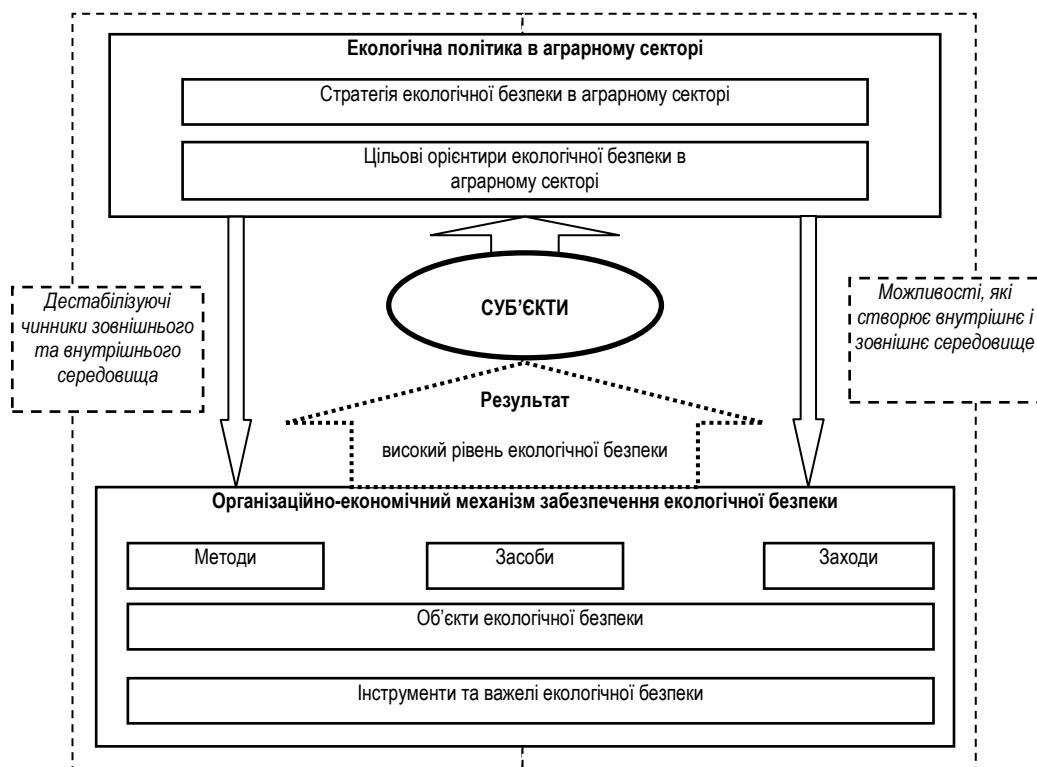 Екологічна політика в аграрному секторі
Стратегія екологічної безпеки в аграрному секторі
Цільові орієнтири екологічної безпеки в
аграрному секторі
Дестабілізуючі
чинники зовнішнього
та внутрішнього
середовища
СУБ’ЄКТИ
Можливості, які
створює внутрішнє і
зовнішнє середовище
Результат
високий рівень екологічної безпеки
Організаційно-економічний механізм забезпечення екологічної безпеки
Методи
Засоби
Заходи
Об’єкти екологічної безпеки
Інструменти та важелі екологічної безпеки